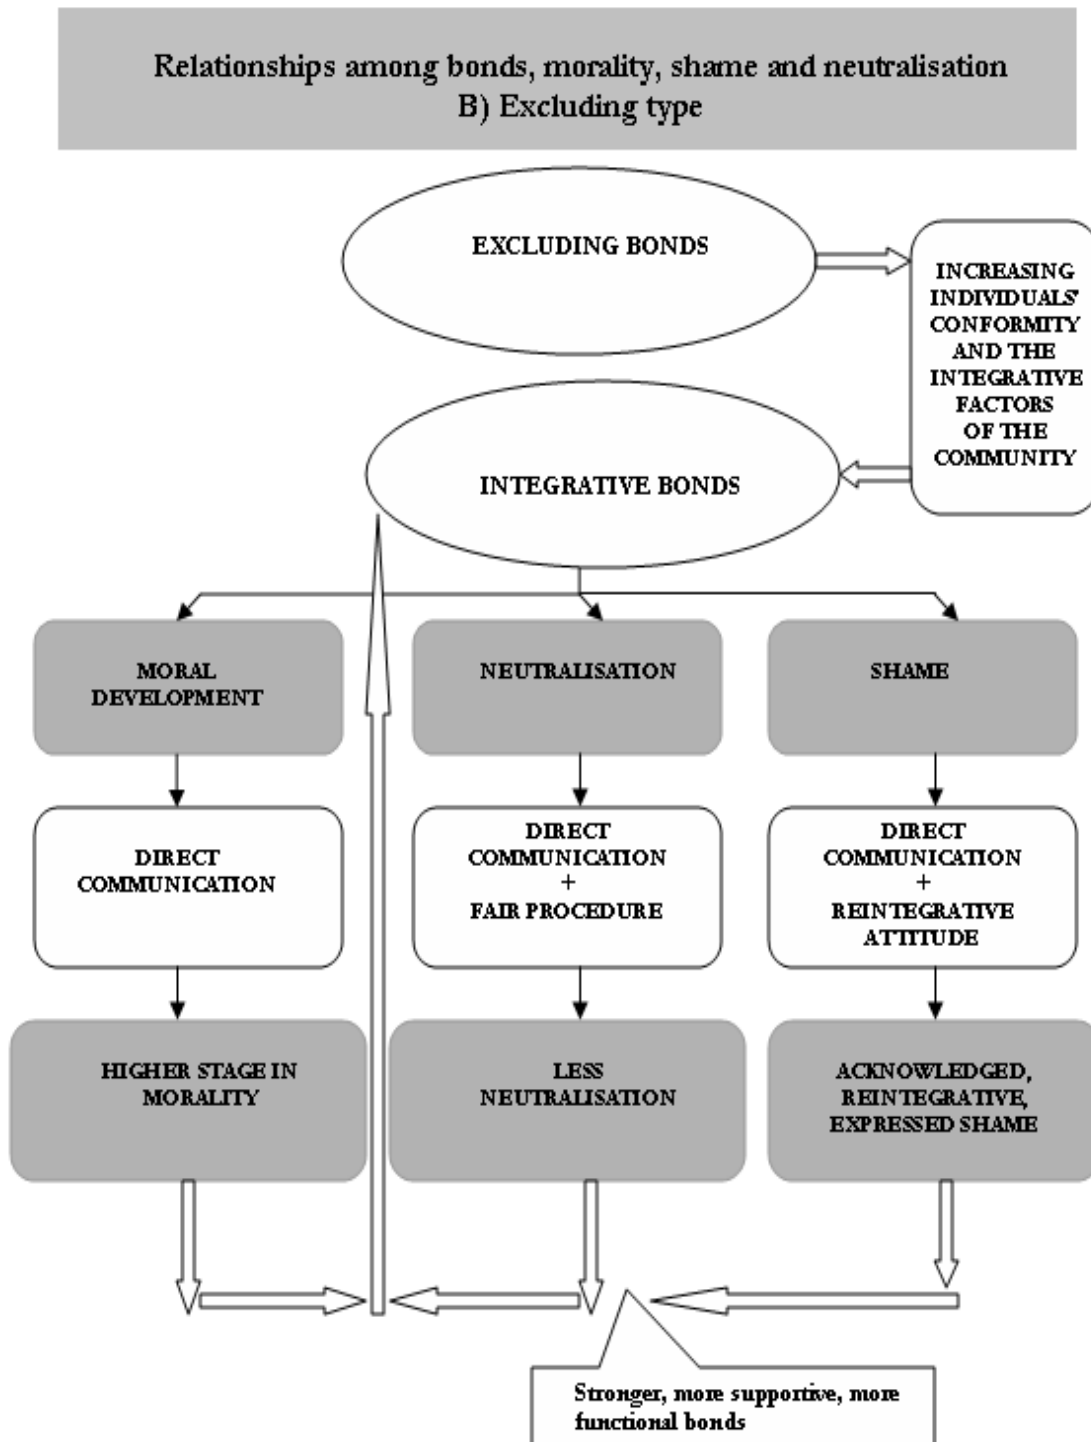 Relationships among bonds, morality, shame and neutralisation
B) Excluding type
EXCLUDING BONDS
INCREASING
INDIVIDUALS'
CONFORMITY
AND THE
INTEGRATIVE
FACTORS
OF THE
COMMUNITY
INTEGRATIVE BONDS
MORAL
DEVELOPMENT
NEUTRALISATION
SHAME
DIRECT
COMMUNICATION
DIRECT
COMMUNICATION
+
FAIR PROCEDURE
DIRECT
COMMUNICATION
+
REINTEGRATIVE
ATTITUDE
HIGHER STAGE IN
MORALITY
LESS
NEUTRALISATION
ACKNOWLEDGED,
REINTEGRATIVE,
EXPRESSED SHAME
Stronger, more supportive, more
functional bonds